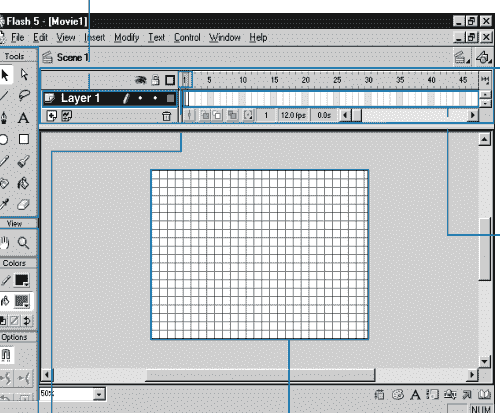 Flash 5 - [Movie1]
File Edit View Insert Modify Text Control Window Help
Tools
Scene 1
1 5 10 15 20 25 30 35 40 45
Layer 1
1 12.0 fps 0.0s
A
View
Colors
Options
50%
A
NUM